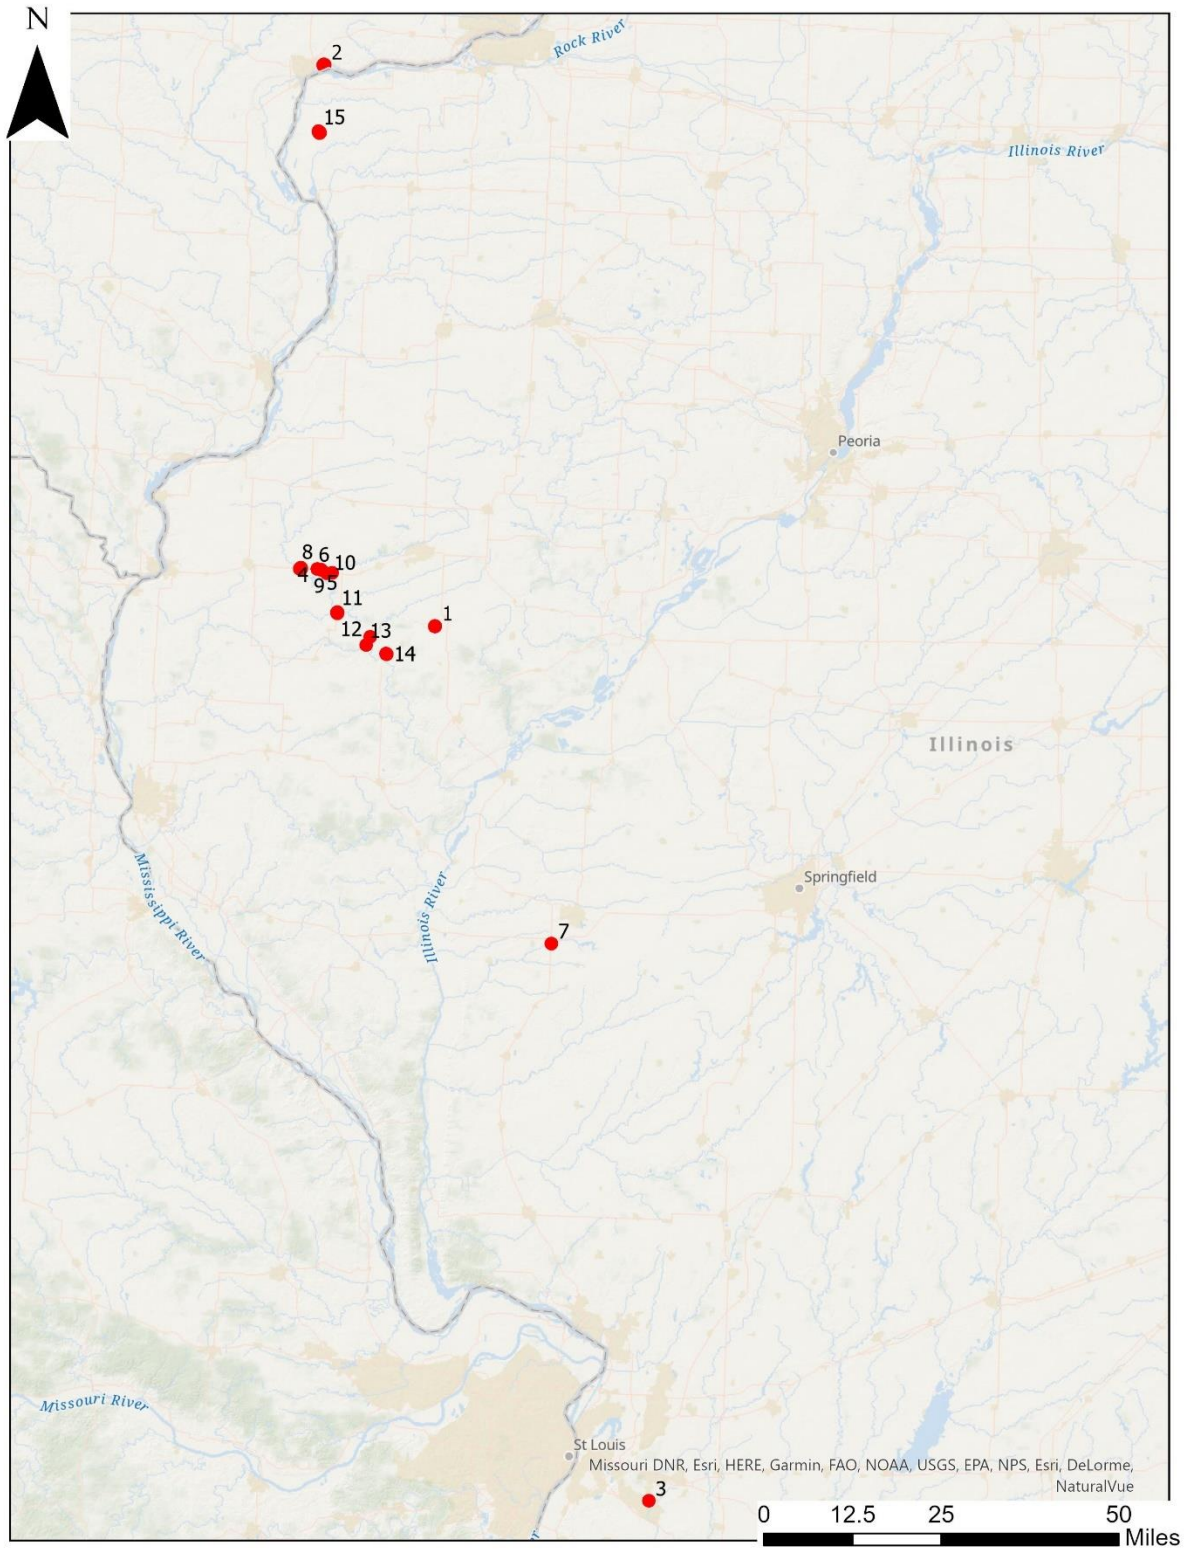 N
2
Rock River
15
Illinois River
Peoria
8 6
10
4
9 5
11
1
12 13
14
Illinois
Mississippi River
Springfield
Illinois River
7
Missouri River
St Louis
Missouri DNR, Esri, HERE, Garmin, FAO, NOAA, USGS, EPA, NPS, Esri, DeLorme,
NaturalVue
3
0 12.5 25 50
Miles